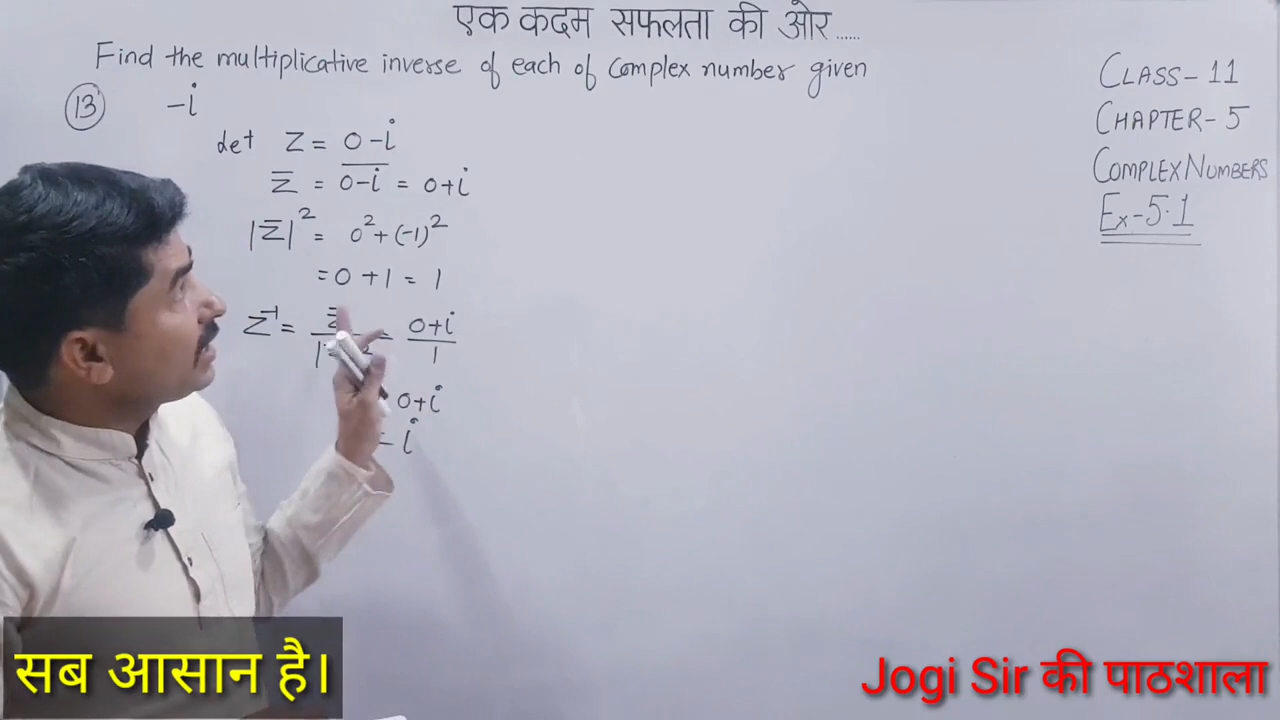 एक कदम सफलता की ओर......
Find the multiplicative inverse of each of complex number given
13 -i
Let z = 0-i
z̅ = \overline{0-i} = 0+i
|z̅|² = 0²+(-1)²
= 0 + 1 = 1
z⁻¹ = = 0+i / 1
0+i
= i
CLASS-11
CHAPTER-5
COMPLEX NUMBERS
Ex-5.1
सब आसान है।
Jogi Sir की पाठशाला